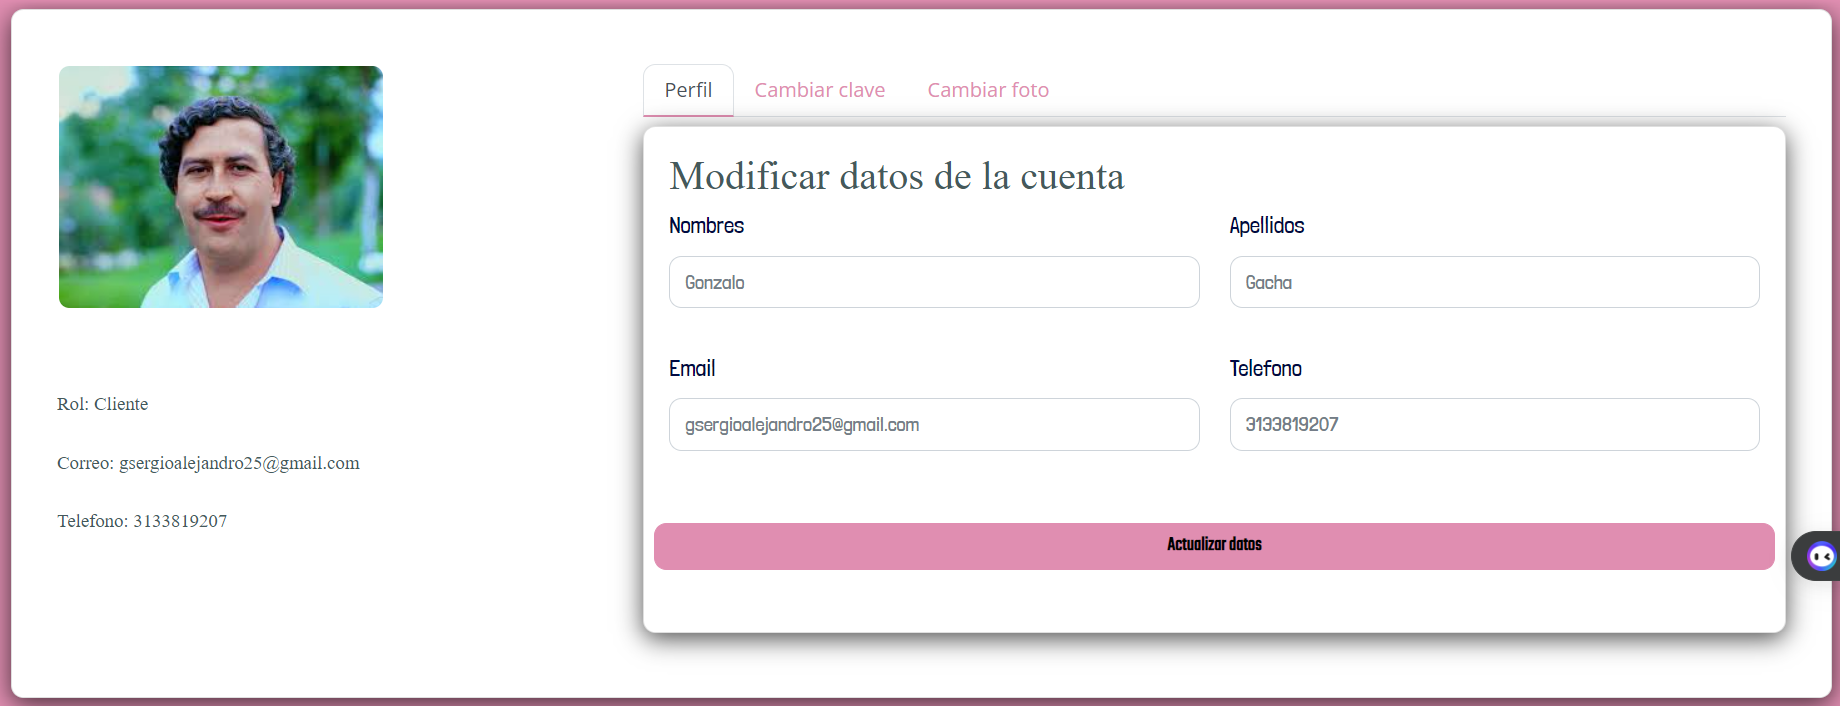 Perfil
Cambiar clave
Cambiar foto
Modificar datos de la cuenta
Nombres
Apellidos
Gonzalo
Gacha
Email
Telefono
gsergioalejandro25@gmail.com
3133819207
Actualizar datos
Rol: Cliente
Correo: gsergioalejandro25@gmail.com
Telefono: 3133819207